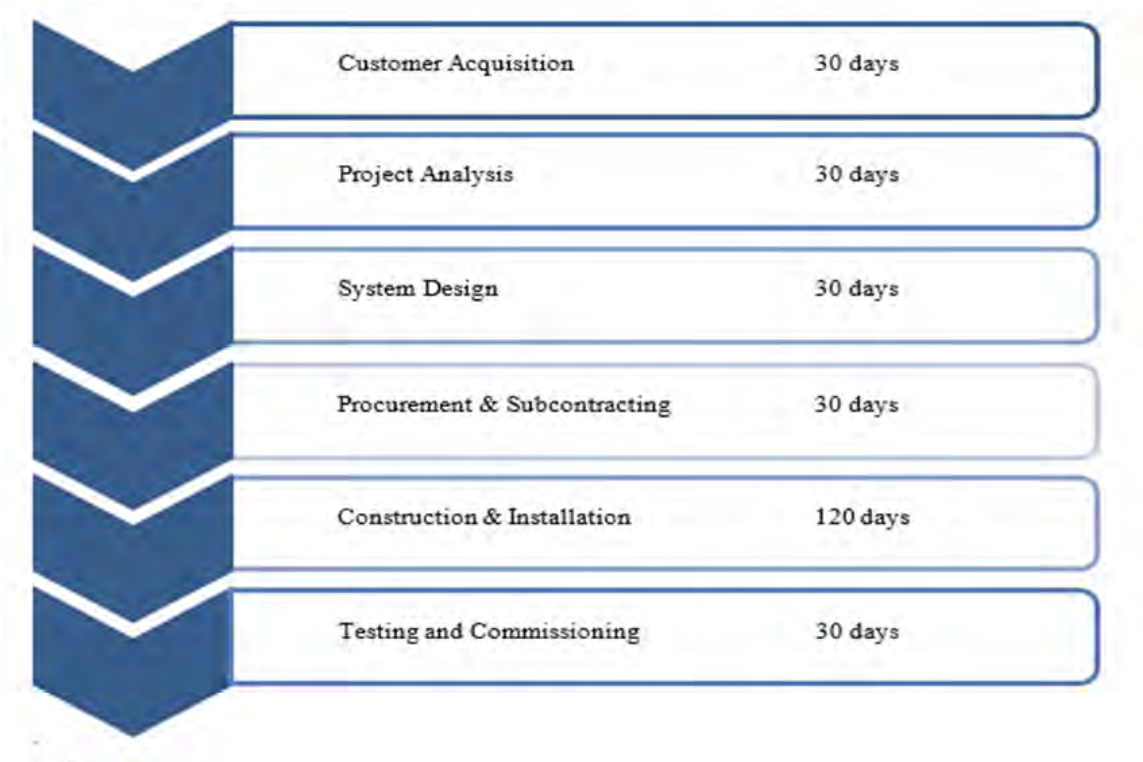 Customer Acquisition 30 days
Project Analysis 30 days
System Design 30 days
Procurement & Subcontracting 30 days
Construction & Installation 120 days
Testing and Commissioning 30 days